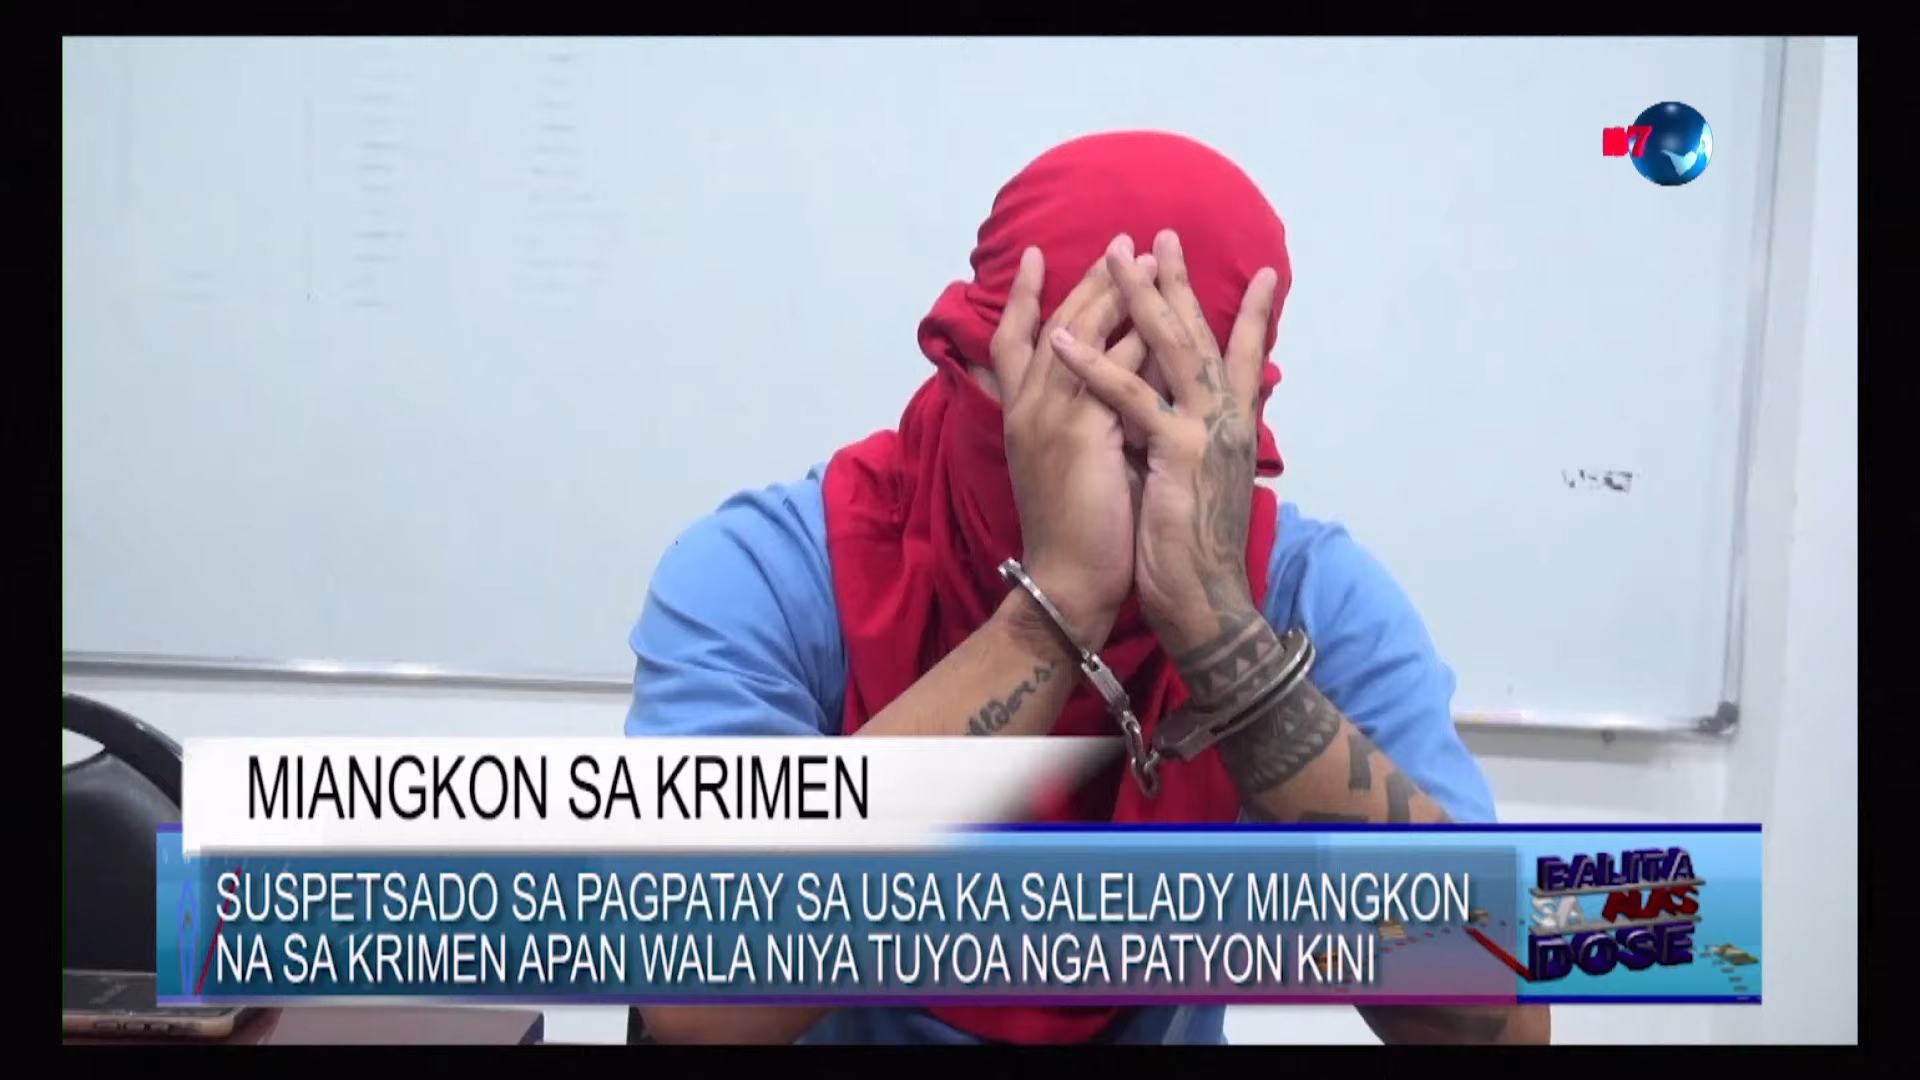 MIANGKON SA KRIMEN
SUSPETSADO SA PAGPATAY SA USA KA SALELADY MIANGKON
NA SA KRIMEN APAN WALA NIYA TUYOA NGA PATYON KINI
BALITA
SA ALAS
DOSE